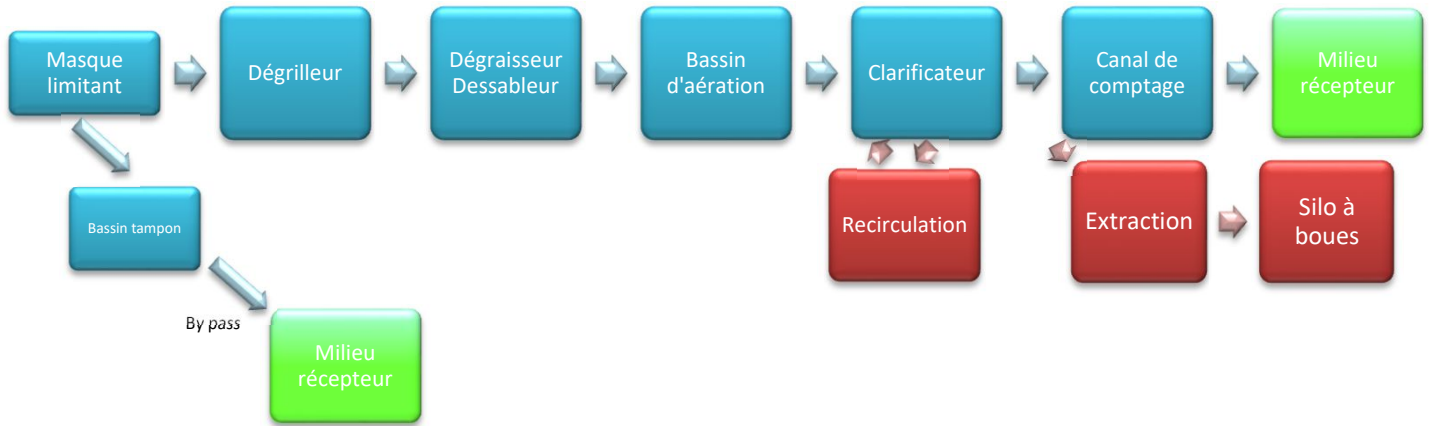 Masque
limitant
Dégrilleur
Dégraisseur
Dessableur
Bassin
d'aération
Clarificateur
Canal de
comptage
Milieu
récepteur
Bassin tampon
Recirculation
Extraction
Silo à
boues
By pass
Milieu
récepteur